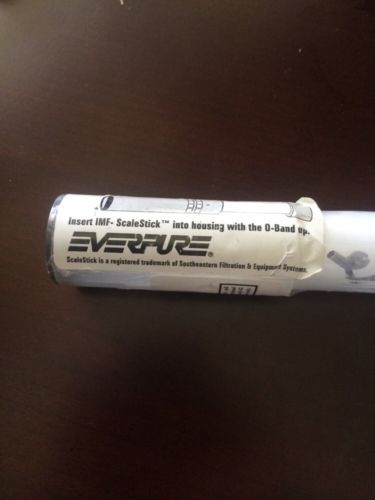 Insert IMF- ScaleStick™ into housing with the O-Band up.
EVERPURE®
ScaleStick is a registered trademark of Southeastern Filtration & Equipment Systems.